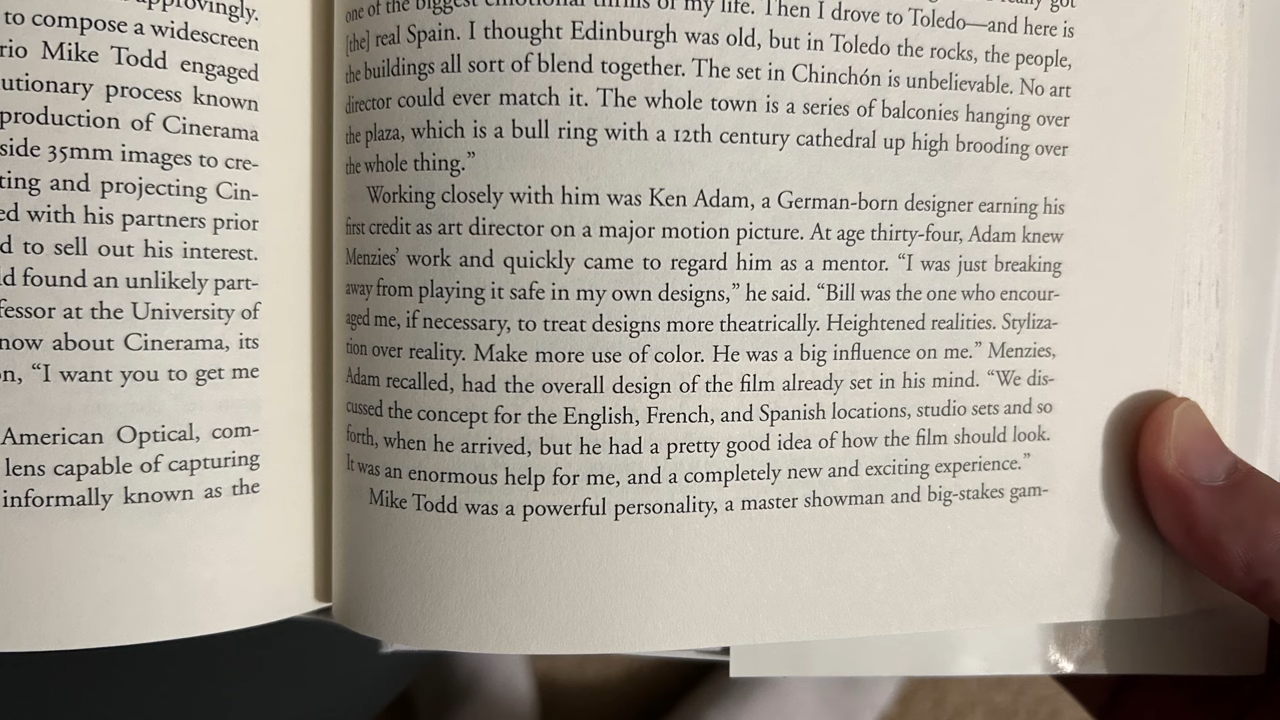 approvingly.
to compose a widescreen
rio Mike Todd engaged
utionary process known
production of Cinerama
side 35mm images to cre-
ting and projecting Cin-
ed with his partners prior
d to sell out his interest.
d found an unlikely part-
fessor at the University of
now about Cinerama, its
n, “I want you to get me
American Optical, com-
lens capable of capturing
informally known as the
one of the biggest emotional thrills of my life. Then I drove to Toledo—and here is
[the] real Spain. I thought Edinburgh was old, but in Toledo the rocks, the people,
the buildings all sort of blend together. The set in Chinchón is unbelievable. No art
director could ever match it. The whole town is a series of balconies hanging over
the plaza, which is a bull ring with a 12th century cathedral up high brooding over
the whole thing.”
Working closely with him was Ken Adam, a German-born designer earning his
first credit as art director on a major motion picture. At age thirty-four, Adam knew
Menzies’ work and quickly came to regard him as a mentor. “I was just breaking
away from playing it safe in my own designs,” he said. “Bill was the one who encour-
aged me, if necessary, to treat designs more theatrically. Heightened realities. Styliza-
tion over reality. Make more use of color. He was a big influence on me.” Menzies,
Adam recalled, had the overall design of the film already set in his mind. “We dis-
cussed the concept for the English, French, and Spanish locations, studio sets and so
forth, when he arrived, but he had a pretty good idea of how the film should look.
It was an enormous help for me, and a completely new and exciting experience.”
Mike Todd was a powerful personality, a master showman and big-stakes gam-